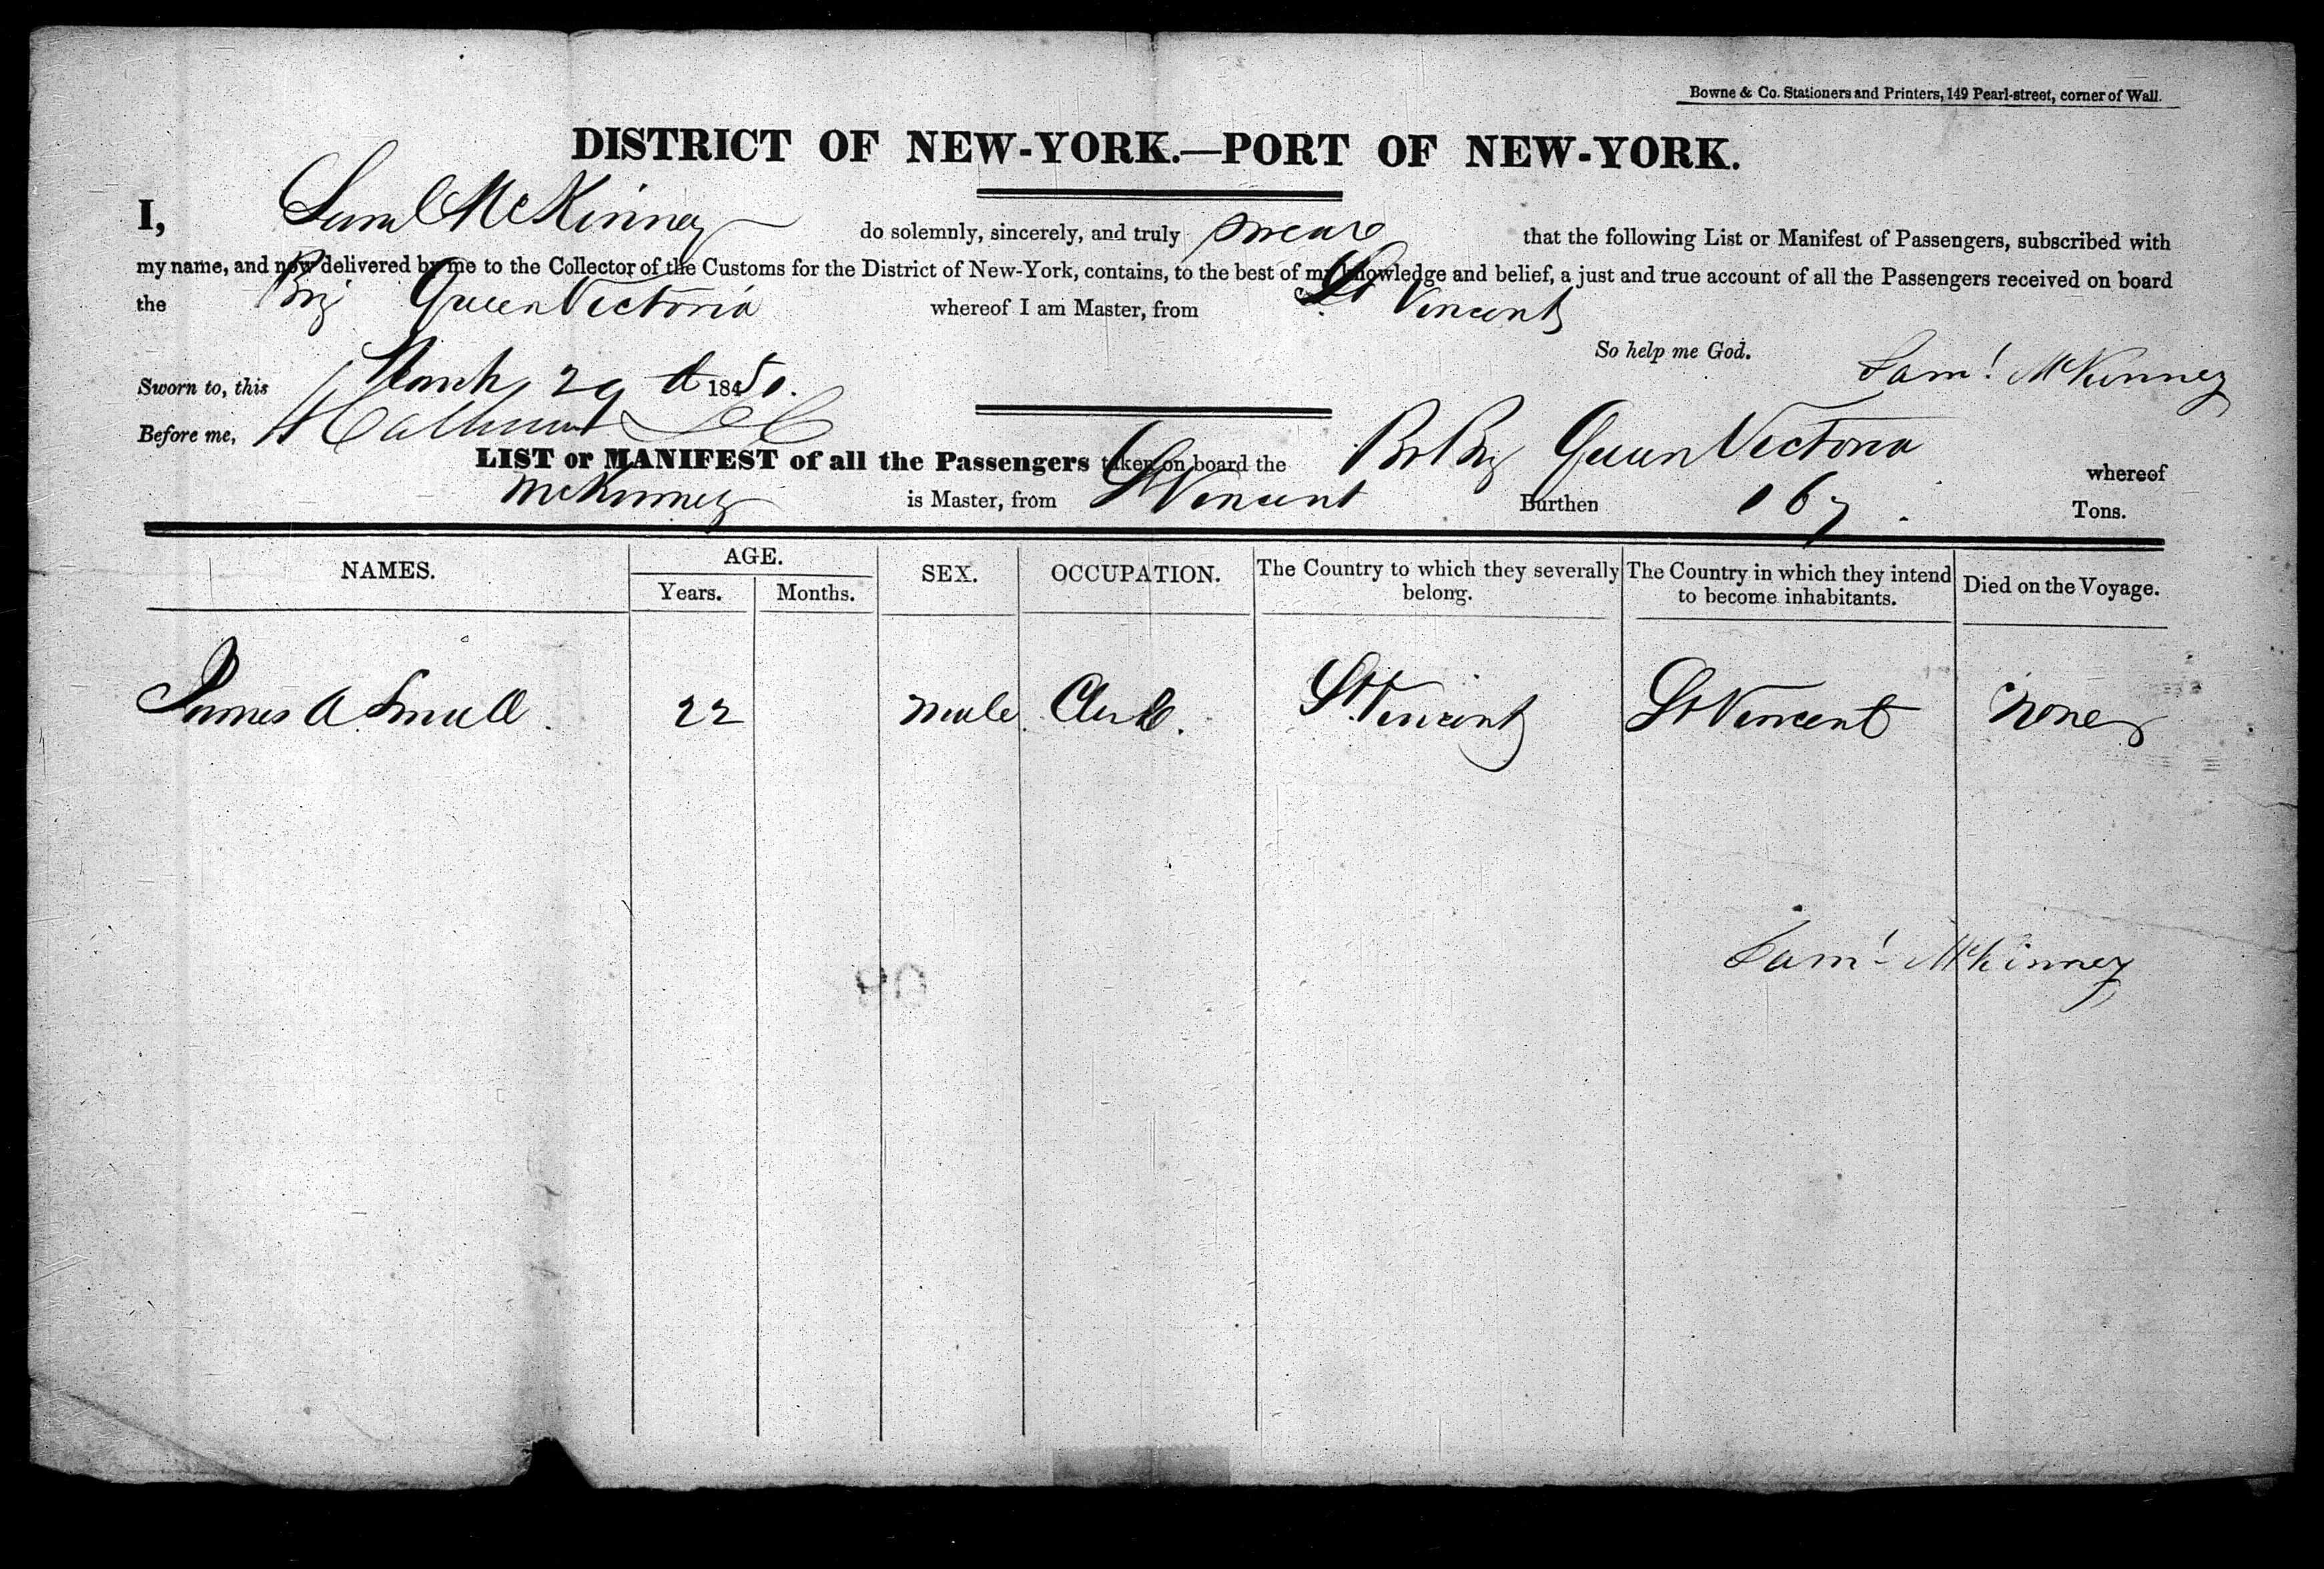 Bowne & Co. Stationers and Printers, 149 Pearl-street, corner of Wall.
DISTRICT OF NEW-YORK.—PORT OF NEW-YORK.
I, Saml McKinney do solemnly, sincerely, and truly swear that the following List or Manifest of Passengers, subscribed with
my name, and now delivered by me to the Collector of the Customs for the District of New-York, contains, to the best of my knowledge and belief, a just and true account of all the Passengers received on board
the Brig Queen Victoria whereof I am Master, from St Vincent
So help me God.
Saml McKinney
Sworn to, this March 29 1850.
Before me,
LIST or MANIFEST of all the Passengers taken on board the Br Brig Queen Victoria whereof
McKinney is Master, from St Vincent Burthen 167. Tons.
NAMES. AGE. SEX. OCCUPATION. The Country to which they severally belong. The Country in which they intend to become inhabitants. Died on the Voyage.
Years. Months.
James A Small. 22 male. Clerk. St Vincent St Vincent None
Saml McKinney